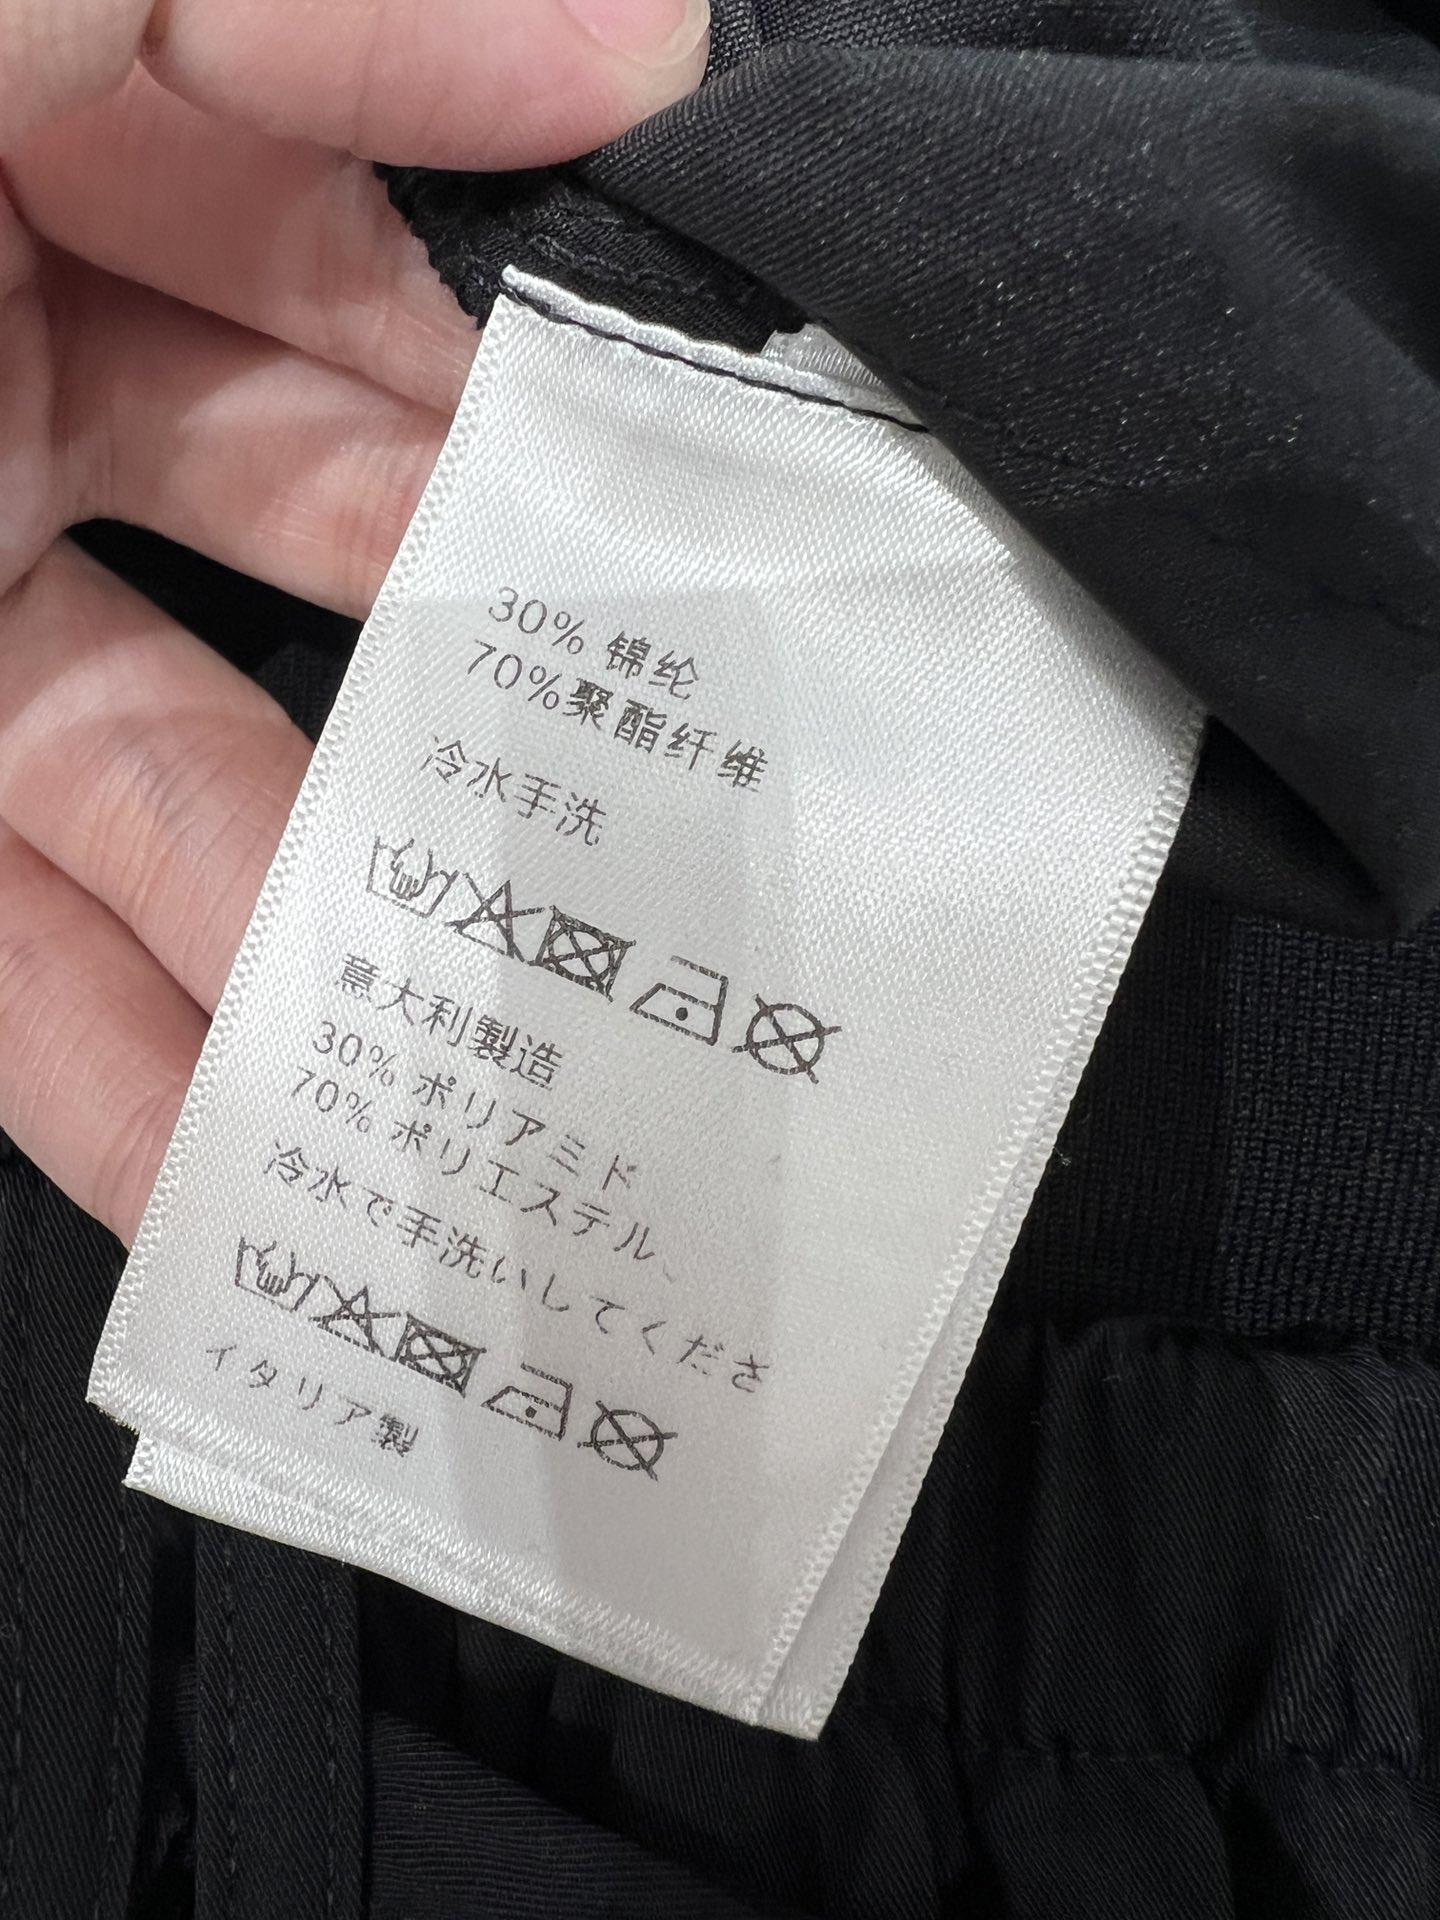 30% 锦纶
70%聚酯纤维
冷水手洗
意大利製造
30% ポリアミド
70% ポリエステル、
冷水で手洗いしてくださ
イタリア製